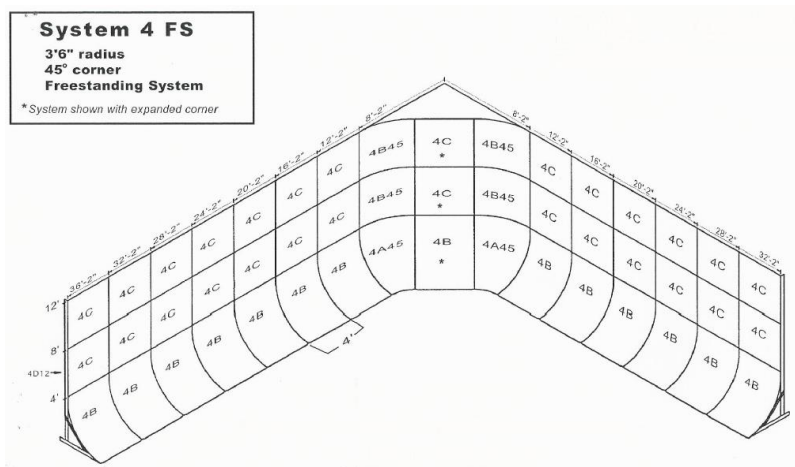 System 4 FS
3'6" radius
45° corner
Freestanding System
*System shown with expanded corner
36'-2" 32'-2" 28'-2" 24'-2" 20'-2" 16'-2" 12'-2" 8'-2"
8'-2" 12'-2" 16'-2" 20'-2" 24'-2" 28'-2" 32'-2"
12'
4C 4C 4C 4C 4C 4C 4C 4B45 4C * 4B45 4C 4C 4C 4C 4C 4C
8'
4C 4C 4C 4C 4C 4C 4C 4B45 4C * 4B45 4C 4C 4C 4C 4C 4C
4D12
4'
4B 4B 4B 4B 4B 4B 4B 4A45 4B * 4A45 4B 4B 4B 4B 4B 4B
4'